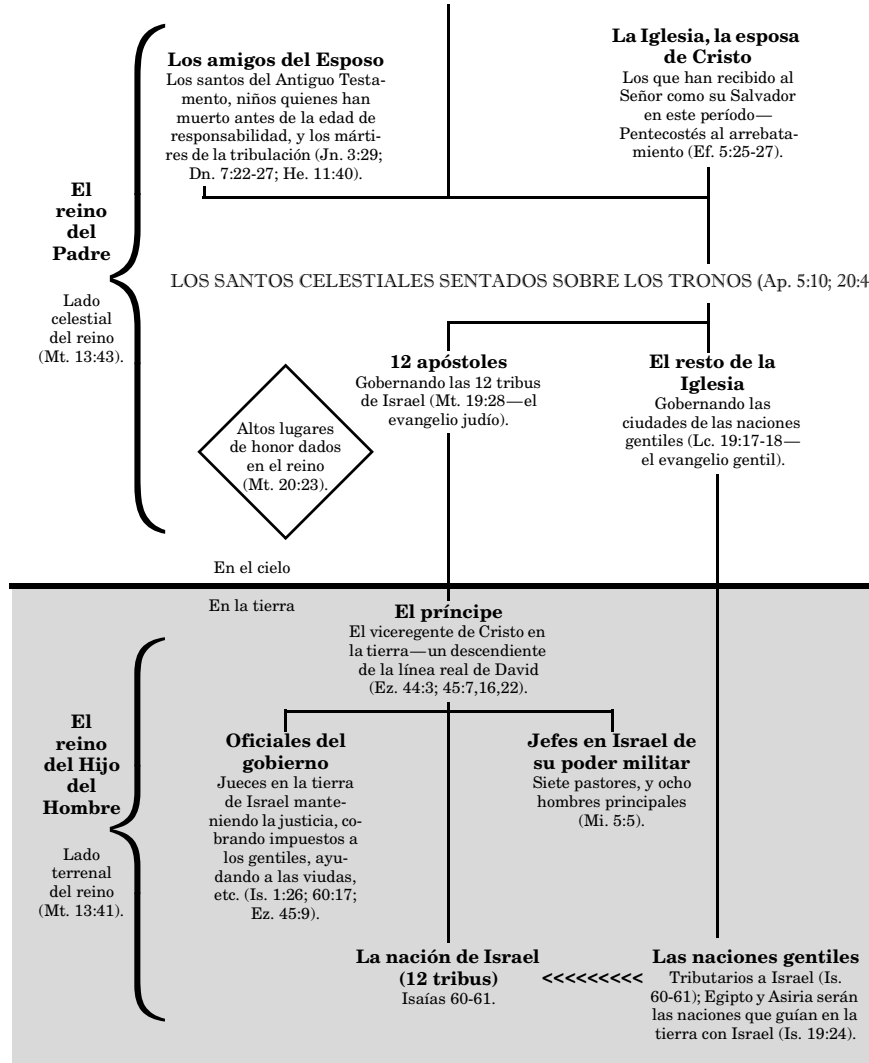 Los amigos del Esposo
Los santos del Antiguo Testa-
mento, niños quienes han
muerto antes de la edad de
responsabilidad, y los márti-
res de la tribulación (Jn. 3:29;
Dn. 7:22-27; He. 11:40).
La Iglesia, la esposa
de Cristo
Los que han recibido al
Señor como su Salvador
en este período—
Pentecostés al arrebata-
miento (Ef. 5:25-27).
El
reino
del
Padre
Lado
celestial
del reino
(Mt. 13:43).
LOS SANTOS CELESTIALES SENTADOS SOBRE LOS TRONOS (Ap. 5:10; 20:4
12 apóstoles
Gobernando las 12 tribus
de Israel (Mt. 19:28—el
evangelio judío).
El resto de la
Iglesia
Gobernando las
ciudades de las naciones
gentiles (Lc. 19:17-18—
el evangelio gentil).
Altos lugares
de honor dados
en el reino
(Mt. 20:23).
En el cielo
En la tierra
El príncipe
El viceregente de Cristo en
la tierra—un descendiente
de la línea real de David
(Ez. 44:3; 45:7,16,22).
El
reino
del Hijo
del
Hombre
Lado
terrenal
del reino
(Mt. 13:41).
Oficiales del
gobierno
Jueces en la tierra
de Israel mante-
niendo la justicia, co-
brando impuestos a
los gentiles, ayu-
dando a las viudas,
etc. (Is. 1:26; 60:17;
Ez. 45:9).
Jefes en Israel de
su poder militar
Siete pastores, y ocho
hombres principales
(Mi. 5:5).
La nación de Israel
(12 tribus)
Isaías 60-61.
<<<<<<<<<
Las naciones gentiles
Tributarios a Israel (Is.
60-61); Egipto y Asiria serán
las naciones que guían en la
tierra con Israel (Is. 19:24).